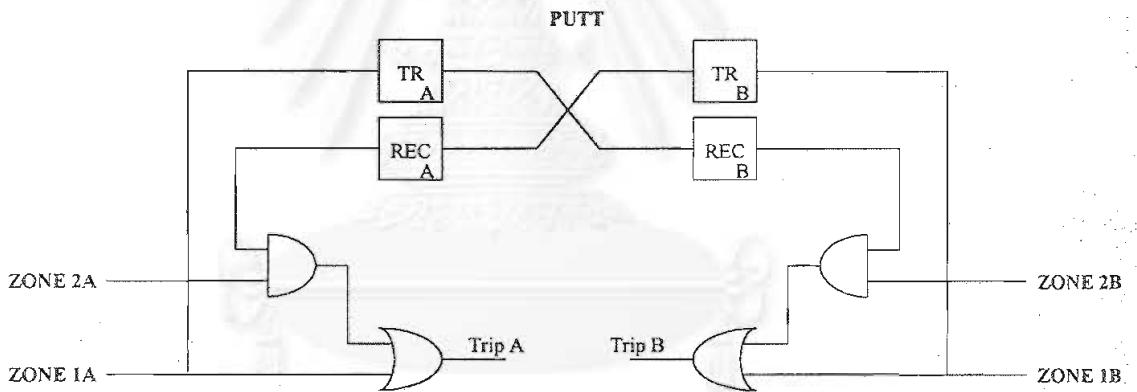 PUTT
TR
A
TR
B
REC
A
REC
B
ZONE 2A
ZONE 2B
Trip A
Trip B
ZONE 1A
ZONE 1B